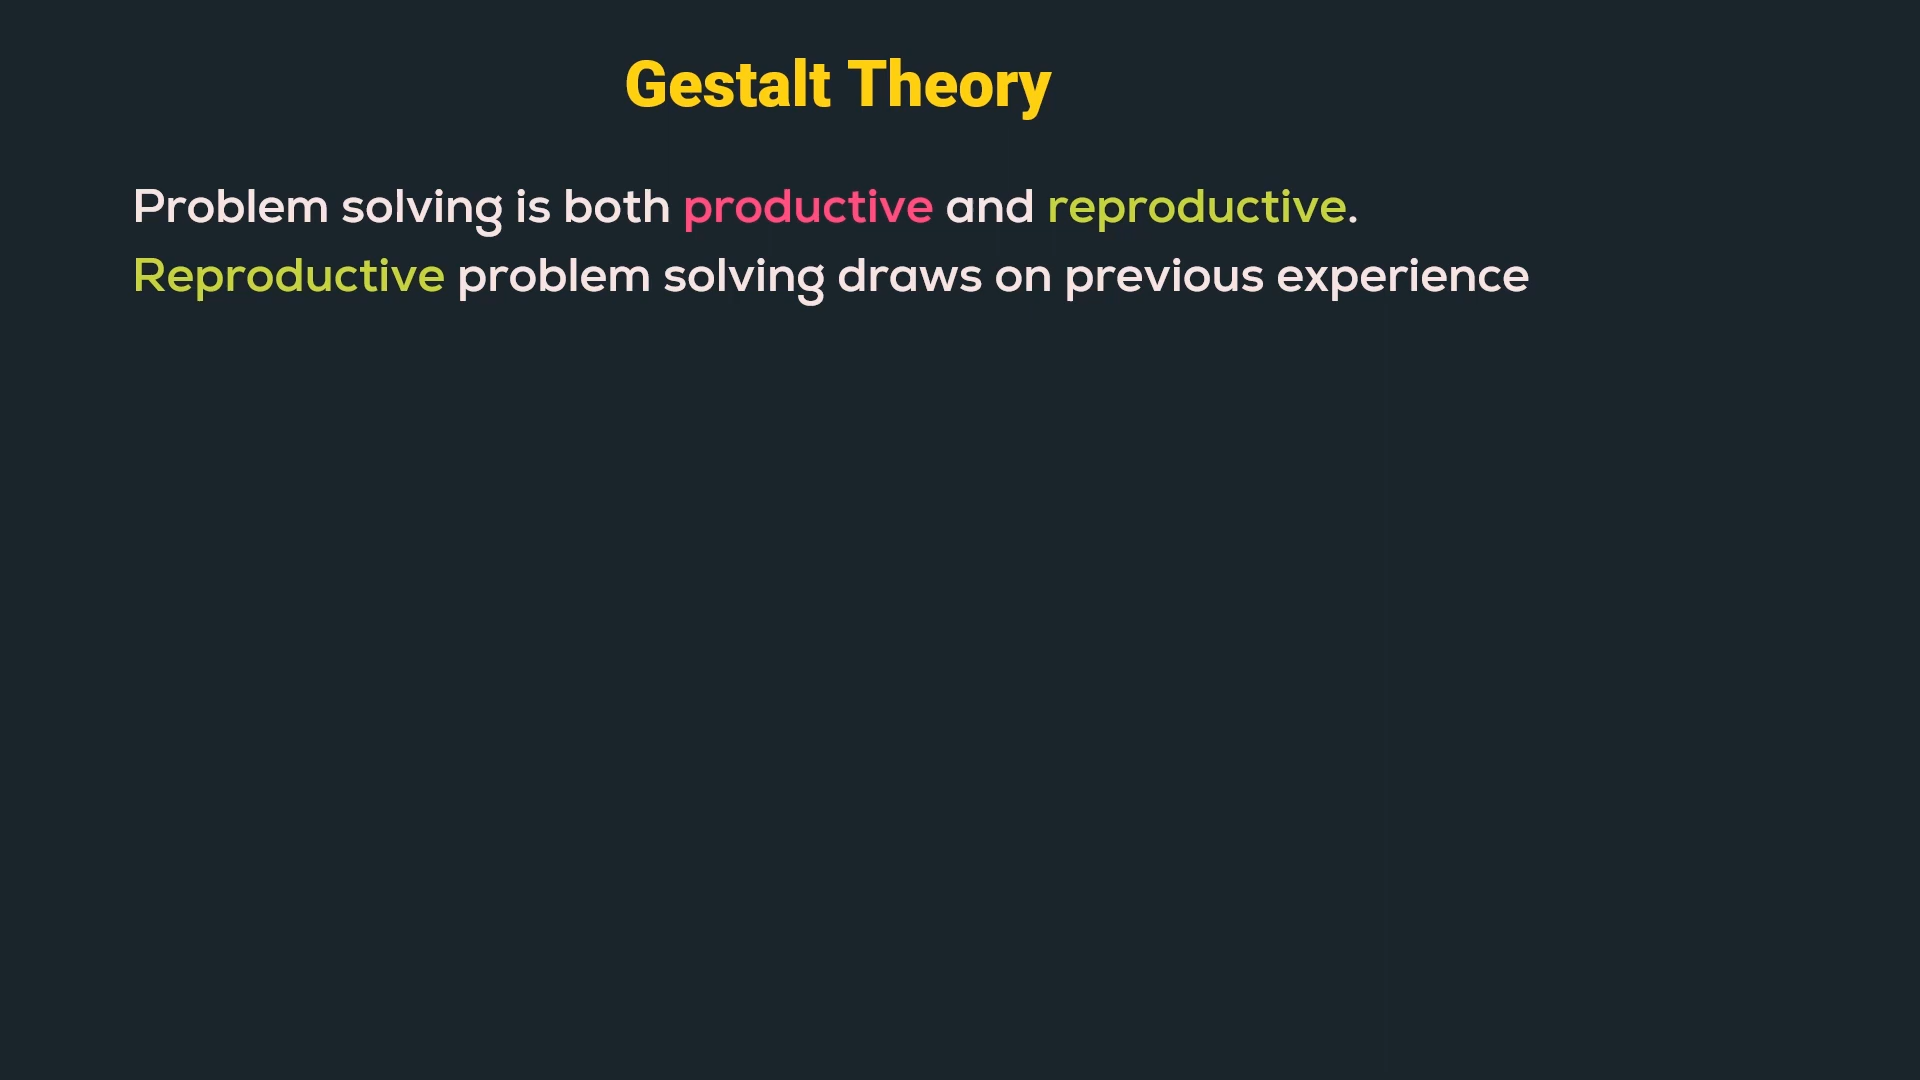 Gestalt Theory
Problem solving is both productive and reproductive.
Reproductive problem solving draws on previous experience